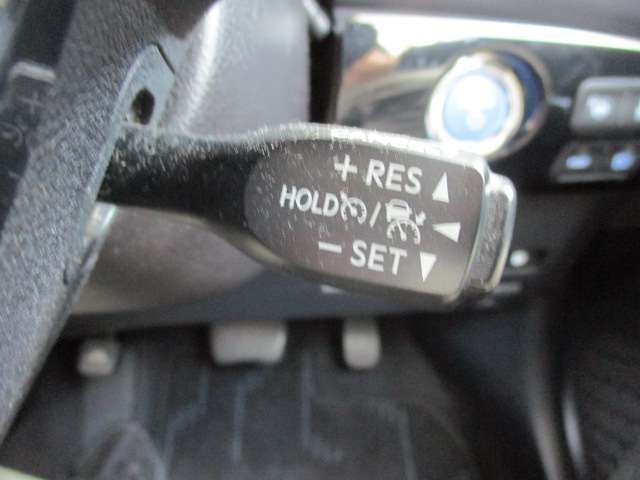 + RES ▲
HOLD / ◀
− SET ▼